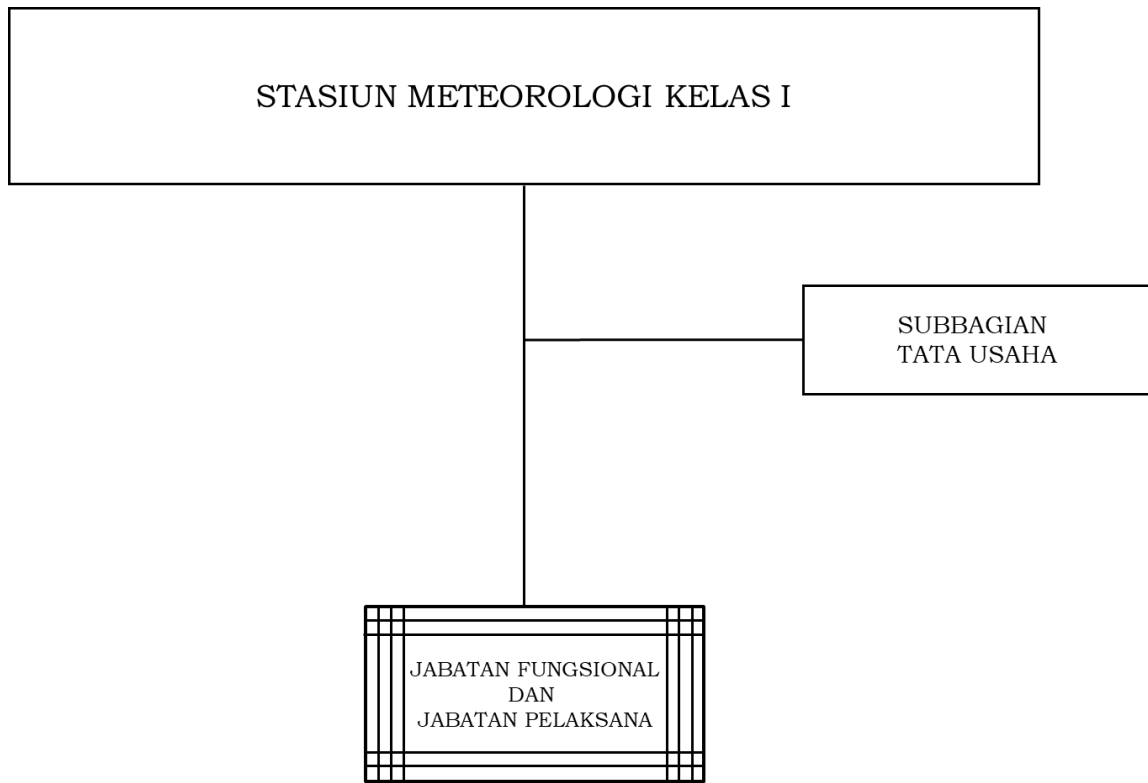 STASIUN METEOROLOGI KELAS I
SUBBAGIAN
TATA USAHA
JABATAN FUNGSIONAL
DAN
JABATAN PELAKSANA